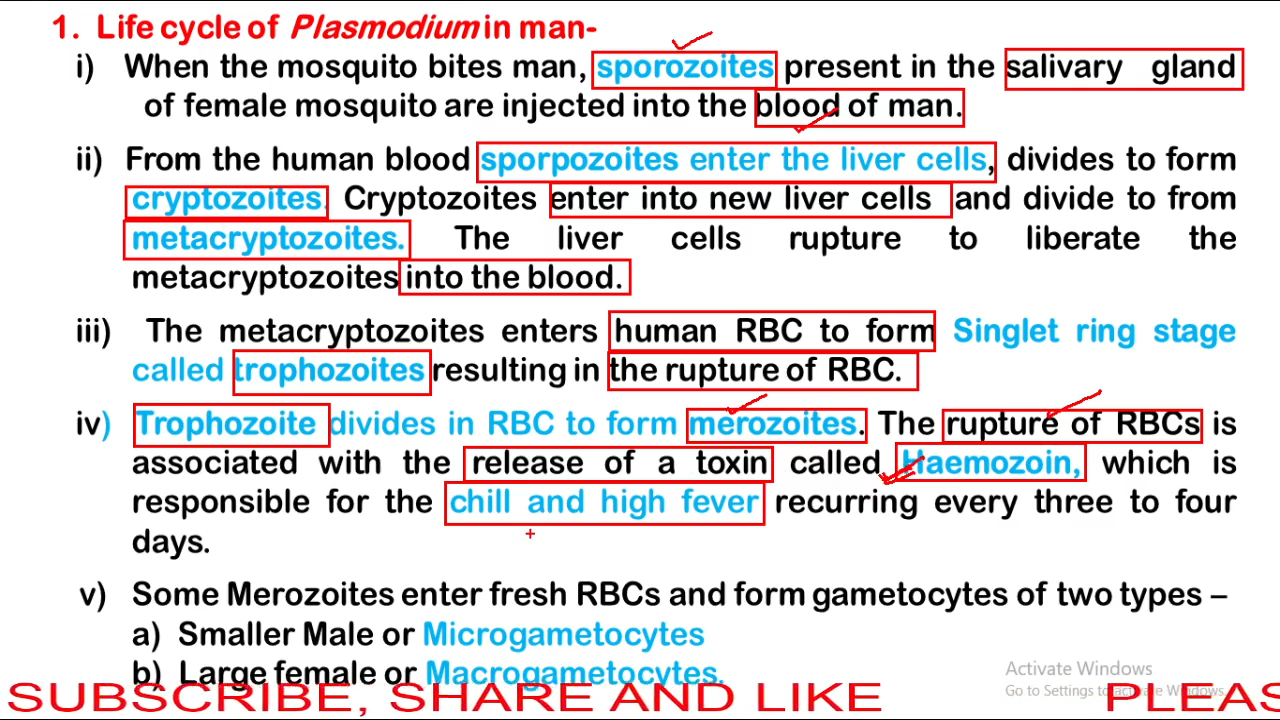 1. Life cycle of Plasmodium in man-
i) When the mosquito bites man, sporozoites present in the salivary gland
of female mosquito are injected into the blood of man.
ii) From the human blood sporpozoites enter the liver cells, divides to form
cryptozoites. Cryptozoites enter into new liver cells and divide to from
metacryptozoites. The liver cells rupture to liberate the
metacryptozoites into the blood.
iii) The metacryptozoites enters human RBC to form Singlet ring stage
called trophozoites resulting in the rupture of RBC.
iv) Trophozoite divides in RBC to form merozoites. The rupture of RBCs is
associated with the release of a toxin called Haemozoin, which is
responsible for the chill and high fever recurring every three to four
days.
v) Some Merozoites enter fresh RBCs and form gametocytes of two types –
a) Smaller Male or Microgametocytes
b) Large female or Macrogametocytes.
Activate Windows
Go to Settings to activate Windows.
SUBSCRIBE, SHARE AND LIKE PLEAS